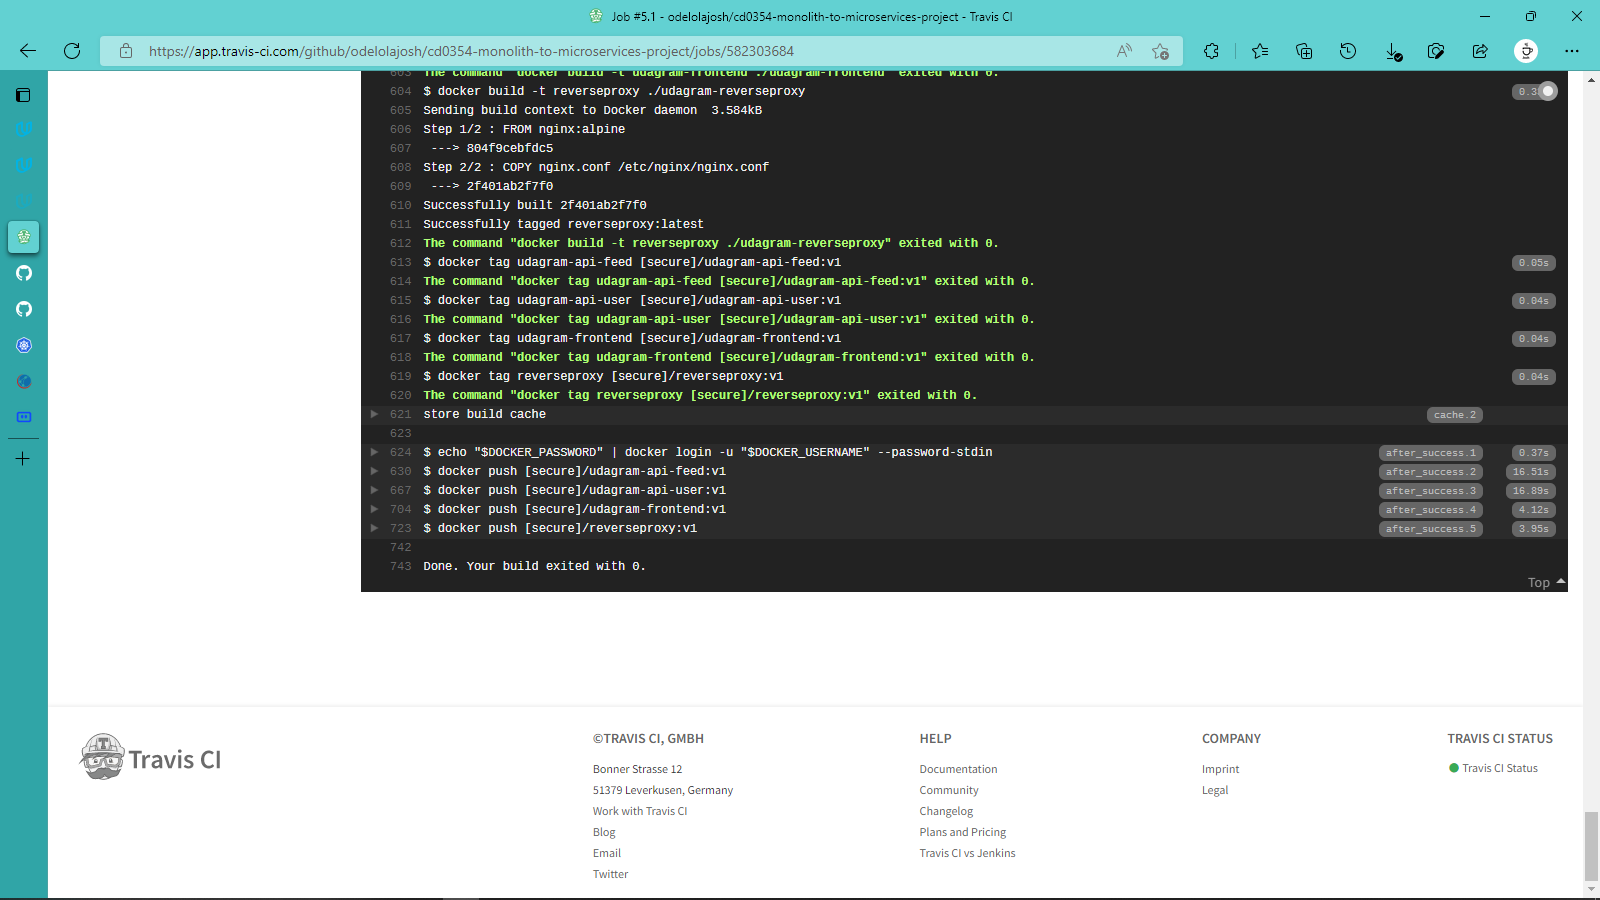 Job #5.1 - odelolajosh/cd0354-monolith-to-microservices-project - Travis CI
https://app.travis-ci.com/github/odelolajosh/cd0354-monolith-to-microservices-project/jobs/582303684
603 The command "docker build -t udagram-frontend ./udagram-frontend" exited with 0.
604 $ docker build -t reverseproxy ./udagram-reverseproxy
605 Sending build context to Docker daemon  3.584kB
606 Step 1/2 : FROM nginx:alpine
607  ---> 804f9cebfdc5
608 Step 2/2 : COPY nginx.conf /etc/nginx/nginx.conf
609  ---> 2f401ab2f7f0
610 Successfully built 2f401ab2f7f0
611 Successfully tagged reverseproxy:latest
612 The command "docker build -t reverseproxy ./udagram-reverseproxy" exited with 0.
613 $ docker tag udagram-api-feed [secure]/udagram-api-feed:v1 0.05s
614 The command "docker tag udagram-api-feed [secure]/udagram-api-feed:v1" exited with 0.
615 $ docker tag udagram-api-user [secure]/udagram-api-user:v1 0.04s
616 The command "docker tag udagram-api-user [secure]/udagram-api-user:v1" exited with 0.
617 $ docker tag udagram-frontend [secure]/udagram-frontend:v1 0.04s
618 The command "docker tag udagram-frontend [secure]/udagram-frontend:v1" exited with 0.
619 $ docker tag reverseproxy [secure]/reverseproxy:v1 0.04s
620 The command "docker tag reverseproxy [secure]/reverseproxy:v1" exited with 0.
621 store build cache cache.2
623
624 $ echo "$DOCKER_PASSWORD" | docker login -u "$DOCKER_USERNAME" --password-stdin after_success.1 0.37s
630 $ docker push [secure]/udagram-api-feed:v1 after_success.2 16.51s
667 $ docker push [secure]/udagram-api-user:v1 after_success.3 16.89s
704 $ docker push [secure]/udagram-frontend:v1 after_success.4 4.12s
723 $ docker push [secure]/reverseproxy:v1 after_success.5 3.95s
742
743 Done. Your build exited with 0.
Top
Travis CI
©TRAVIS CI, GMBH
Bonner Strasse 12
51379 Leverkusen, Germany
Work with Travis CI
Blog
Email
Twitter
HELP
Documentation
Community
Changelog
Plans and Pricing
Travis CI vs Jenkins
COMPANY
Imprint
Legal
TRAVIS CI STATUS
Travis CI Status